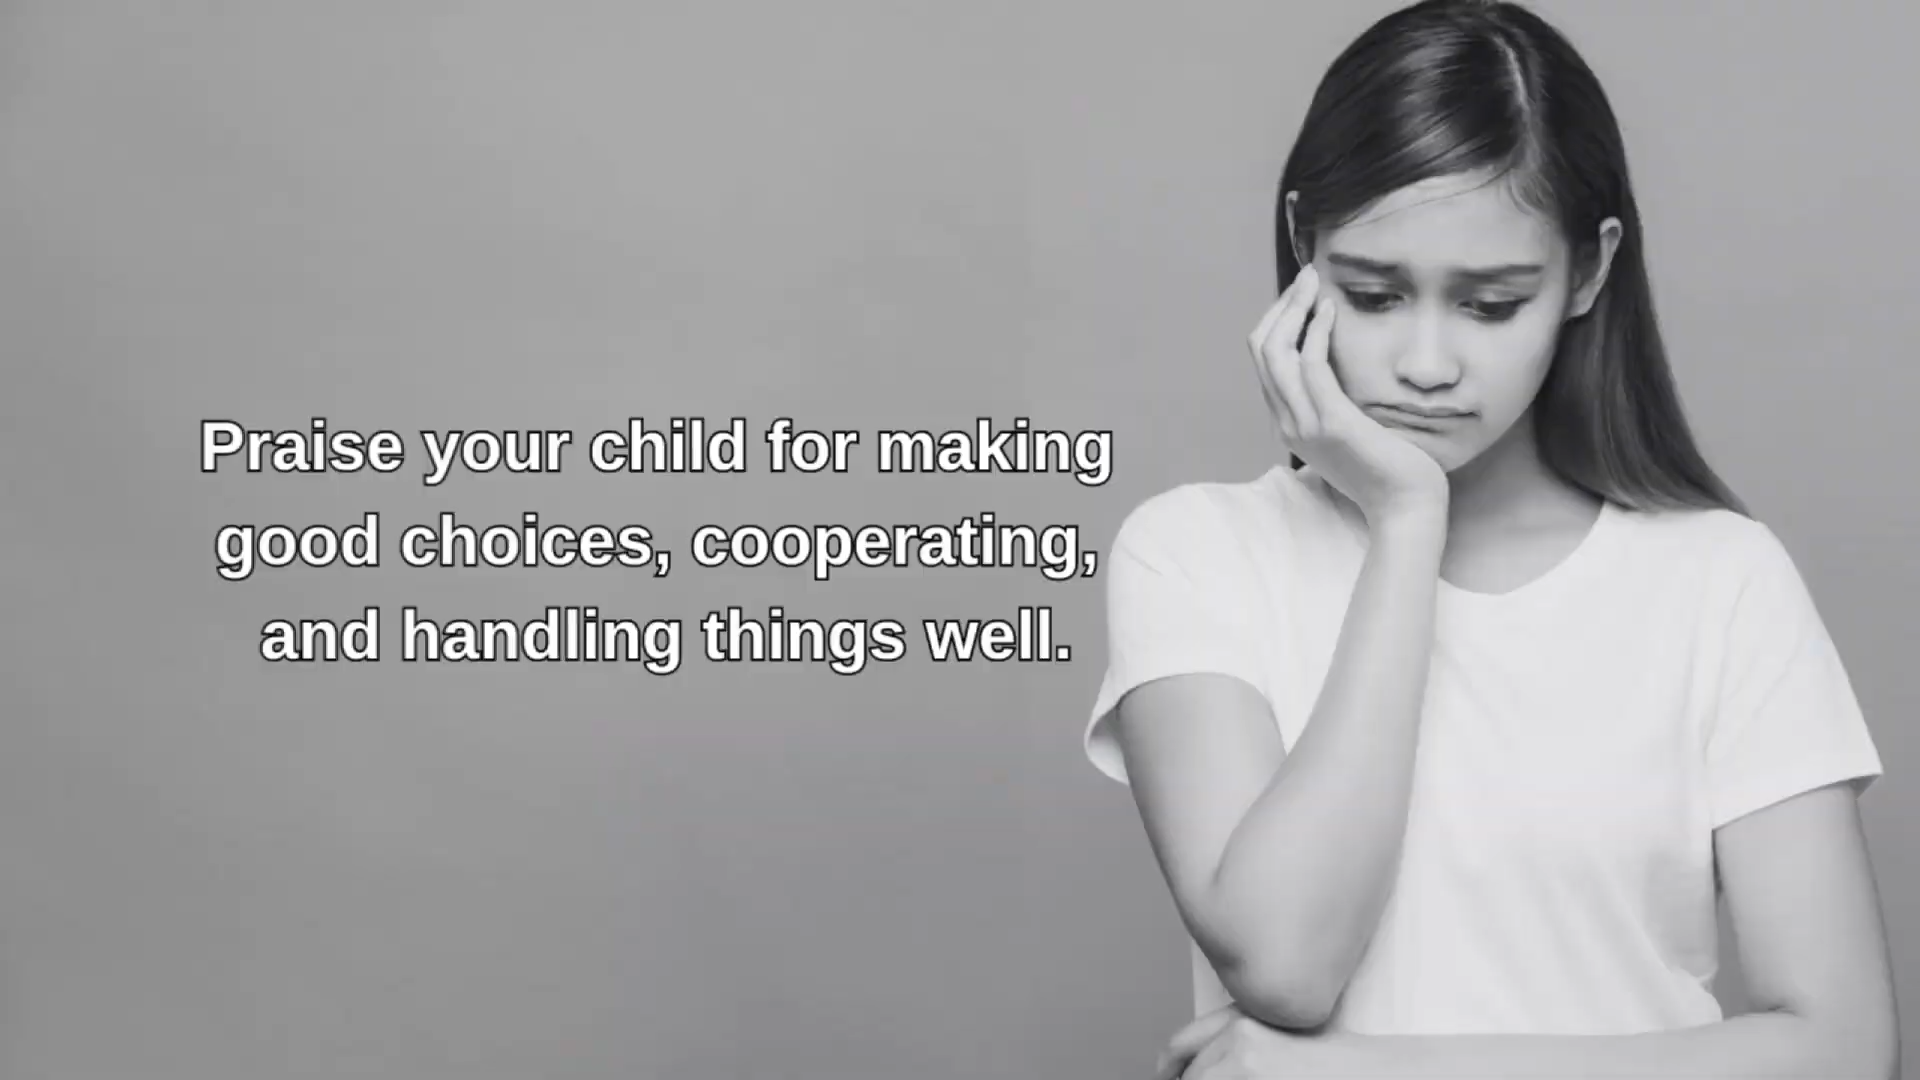 Praise your child for making
good choices, cooperating,
and handling things well.